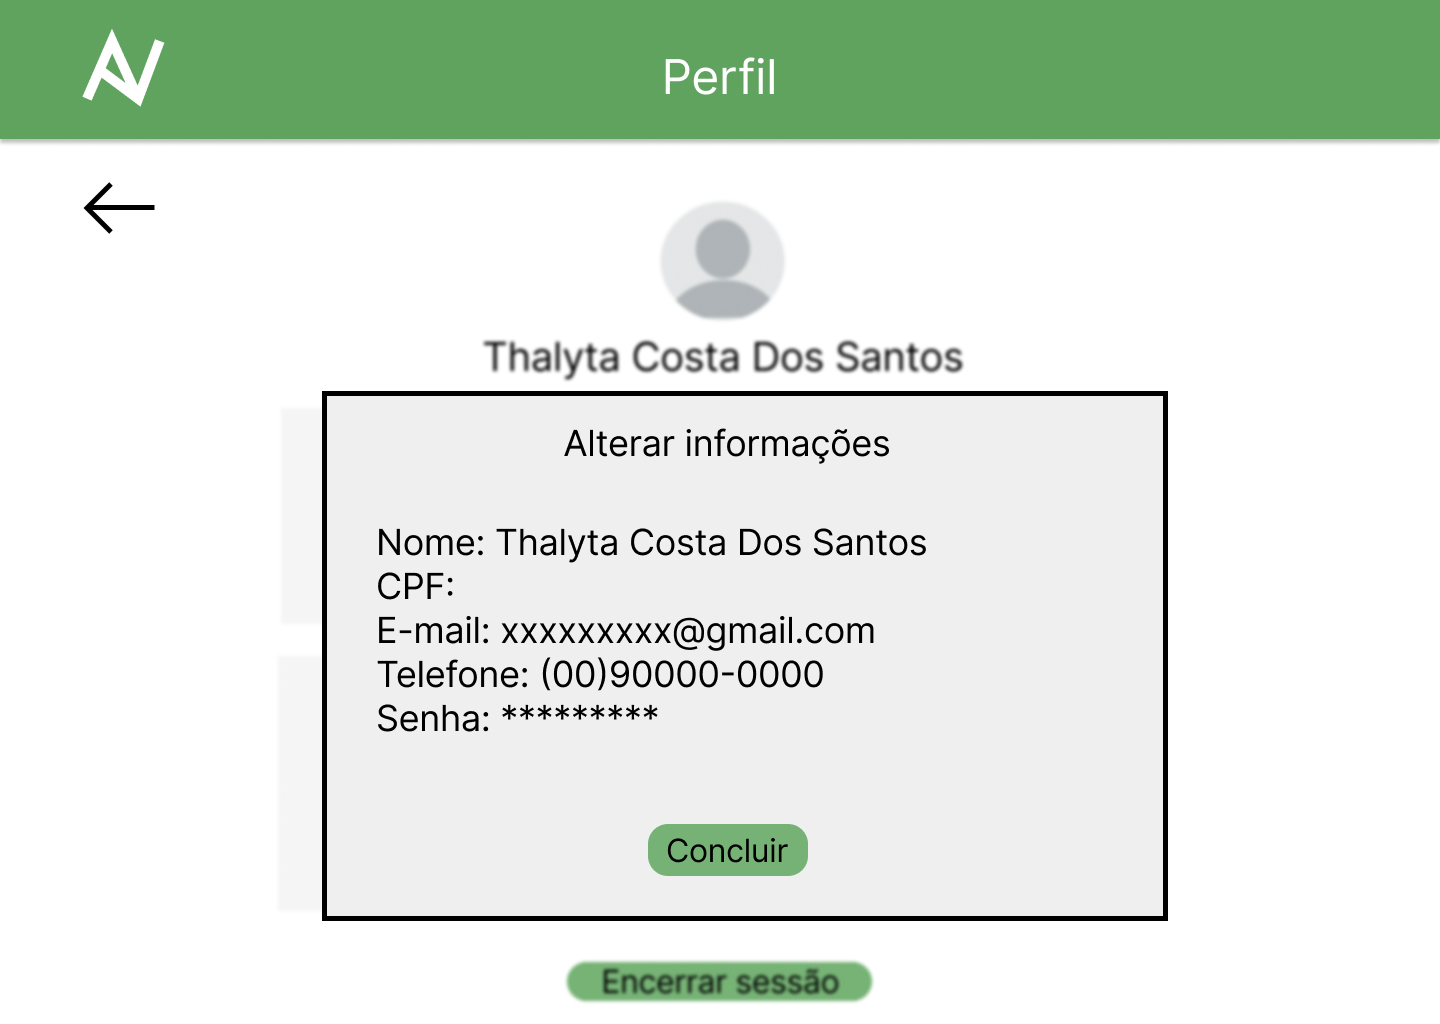 Perfil
Thalyta Costa Dos Santos
Alterar informações
Nome: Thalyta Costa Dos Santos
CPF:
E-mail: xxxxxxxxx@gmail.com
Telefone: (00)90000-0000
Senha: *********
Concluir
Encerrar sessão